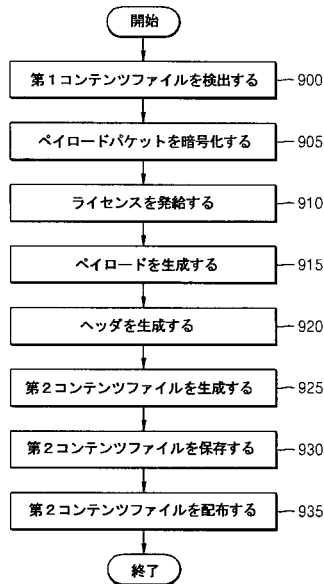 開始
第1コンテンツファイルを検出する 900
ペイロードパケットを暗号化する 905
ライセンスを発給する 910
ペイロードを生成する 915
ヘッダを生成する 920
第2コンテンツファイルを生成する 925
第2コンテンツファイルを保存する 930
第2コンテンツファイルを配布する 935
終了